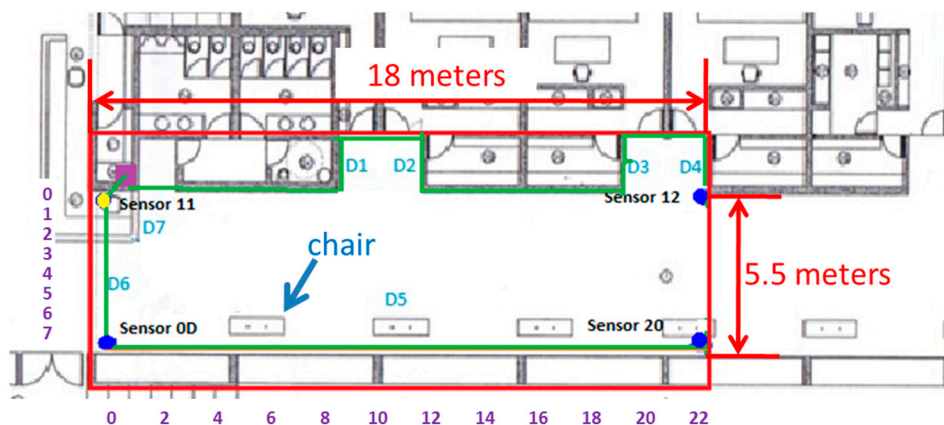 18 meters
D1 D2 D3 D4
0
Sensor 11
Sensor 12
1
D7
2
3
chair
4
5.5 meters
D6
5
D5
6
7
Sensor 0D
Sensor 20
0 2 4 6 8 10 12 14 16 18 20 22